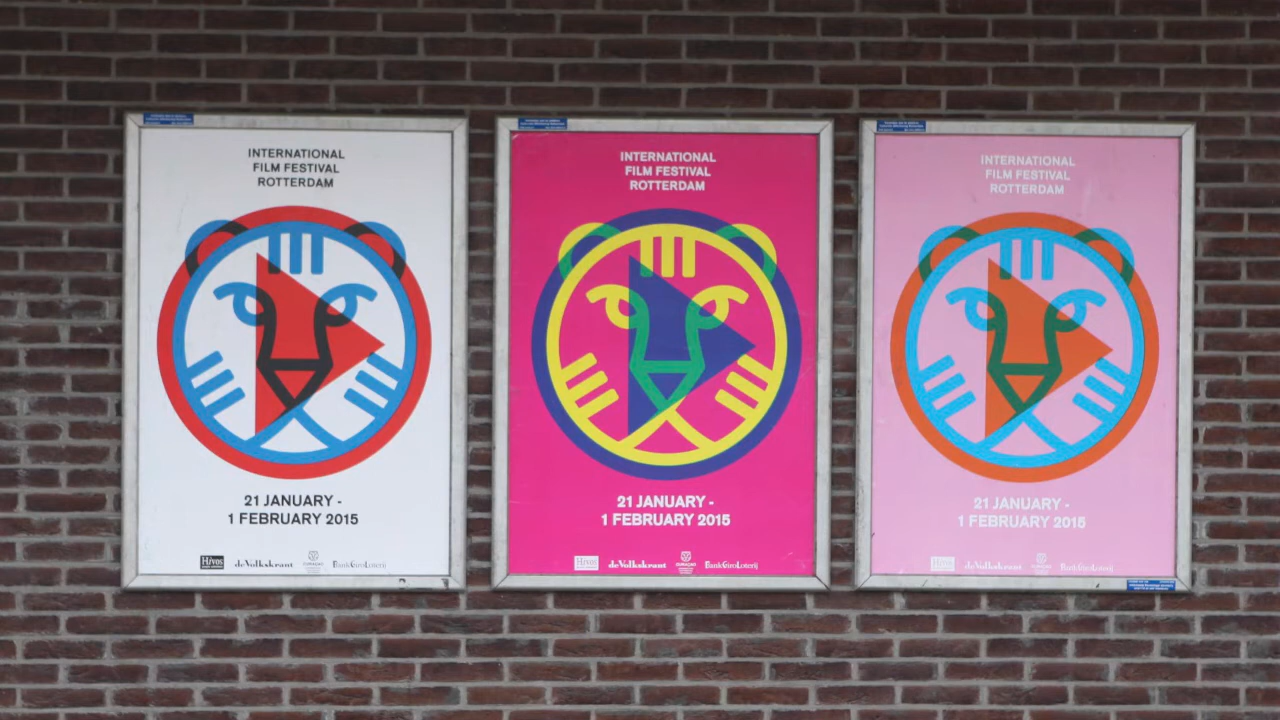 INTERNATIONAL
FILM FESTIVAL
ROTTERDAM
21 JANUARY -
1 FEBRUARY 2015
Hivos
deVolkskrant
BankGiroLoterij
INTERNATIONAL
FILM FESTIVAL
ROTTERDAM
21 JANUARY -
1 FEBRUARY 2015
Hivos
deVolkskrant
BankGiroLoterij
INTERNATIONAL
FILM FESTIVAL
ROTTERDAM
21 JANUARY -
1 FEBRUARY 2015
deVolkskrant
BankGiroLoterij